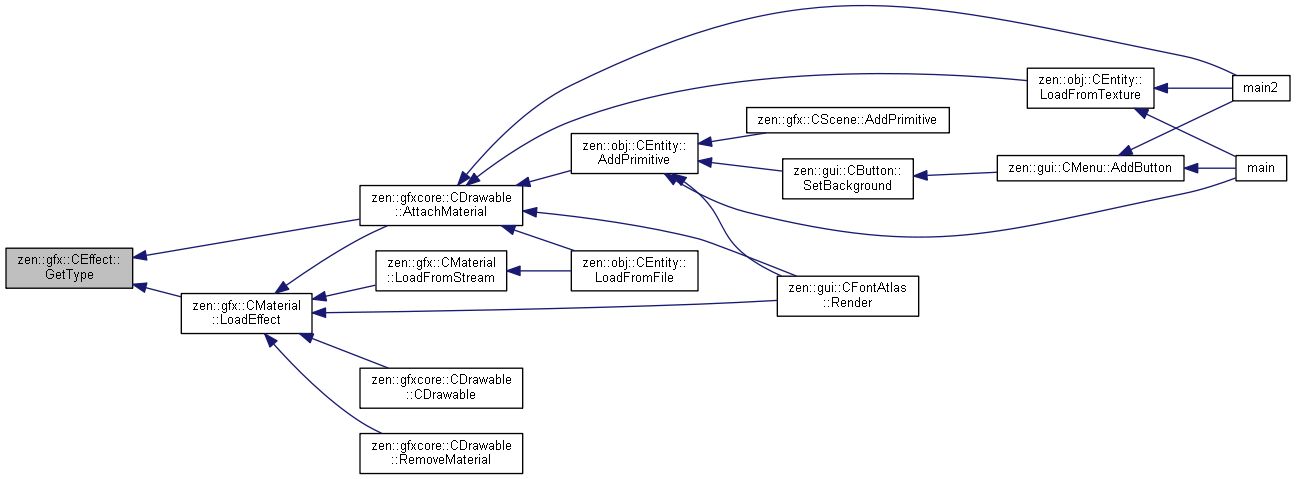 zen::gfx::CEffect::
GetType
zen::gfxcore::CDrawable
::AttachMaterial
zen::gfx::CMaterial
::LoadEffect
zen::gfx::CMaterial
::LoadFromStream
zen::gfxcore::CDrawable
::CDrawable
zen::gfxcore::CDrawable
::RemoveMaterial
zen::obj::CEntity::
AddPrimitive
zen::obj::CEntity::
LoadFromFile
zen::gfx::CScene::AddPrimitive
zen::gui::CButton::
SetBackground
zen::gui::CFontAtlas
::Render
zen::obj::CEntity::
LoadFromTexture
zen::gui::CMenu::AddButton
main2
main